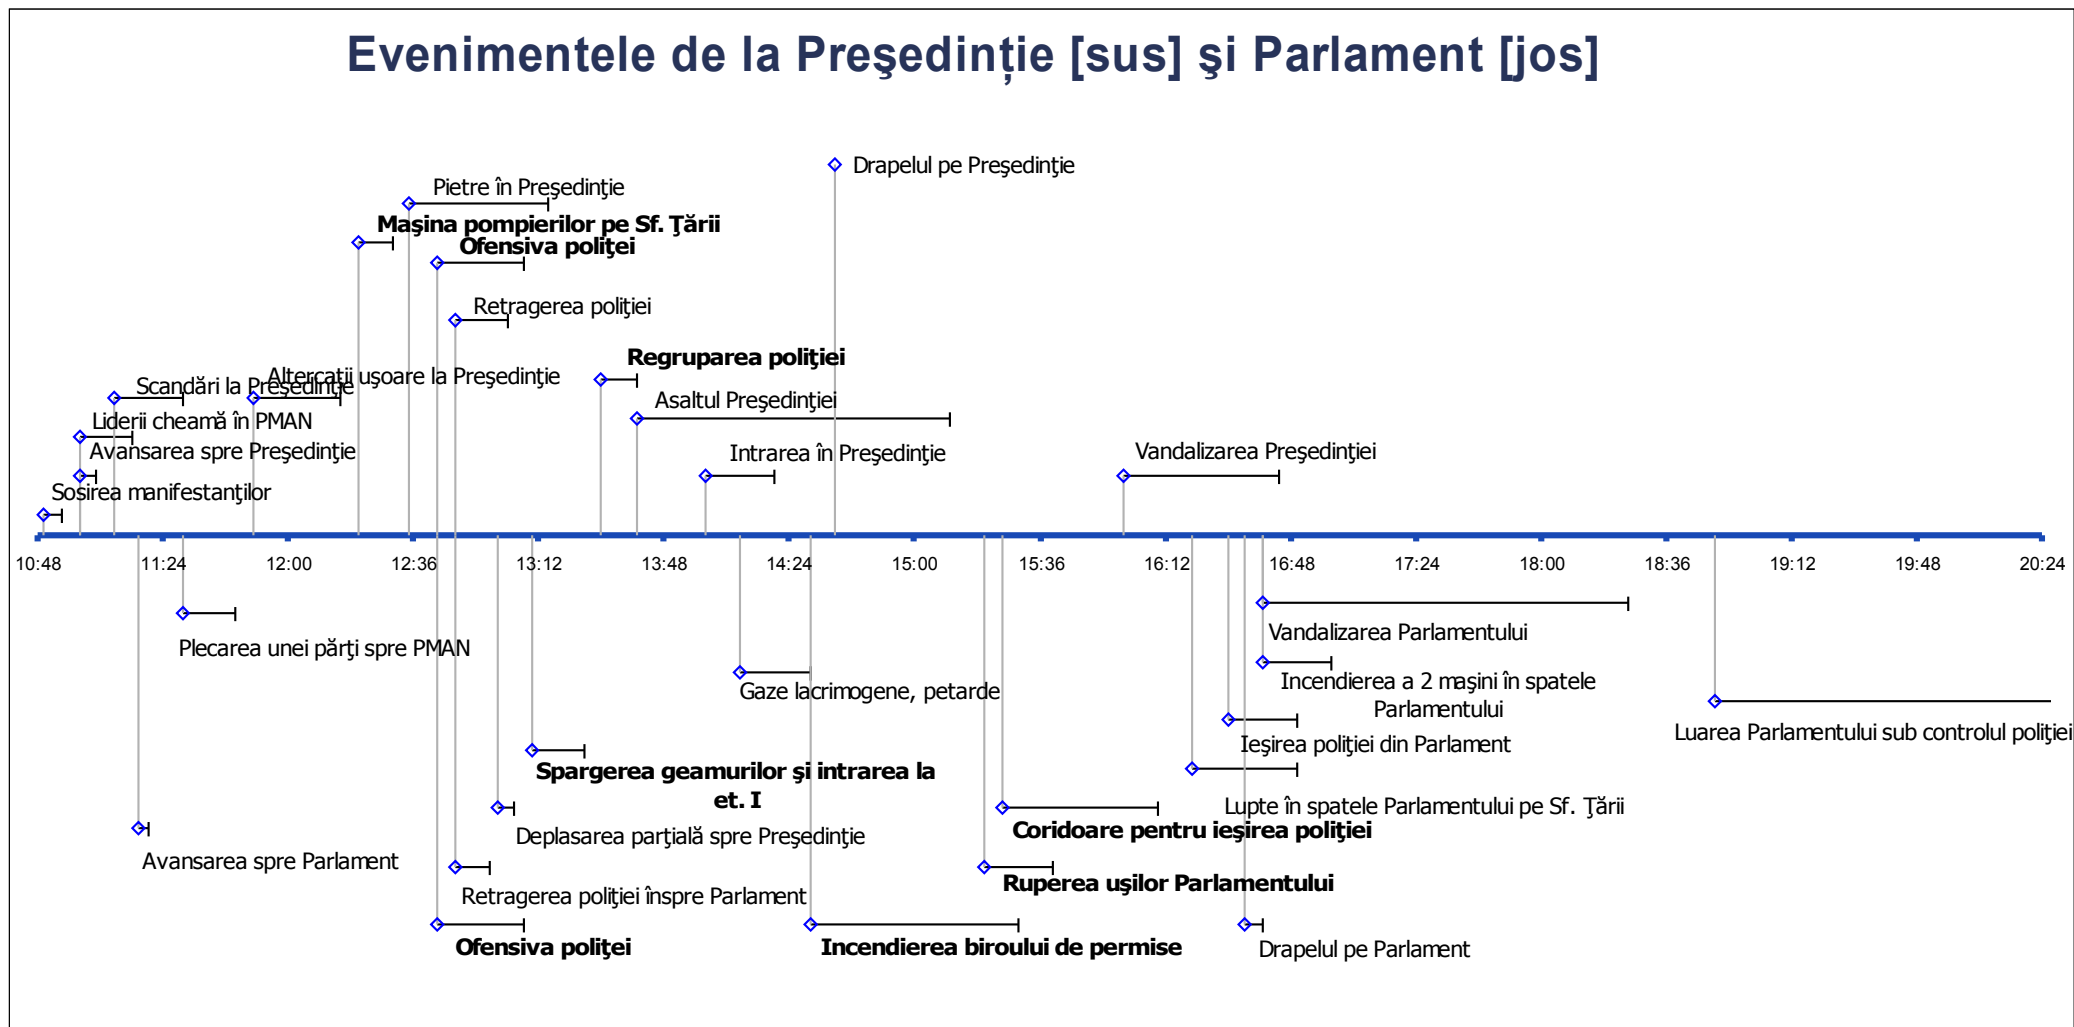 Evenimentele de la Preşedinție [sus] şi Parlament [jos]
Drapelul pe Preşedinţie
Pietre în Preşedinţie
Maşina pompierilor pe Sf. Ţării
Ofensiva poliţei
Retragerea poliţiei
Regruparea poliţiei
Altercaţii uşoare la Preşedinţie
Scandări la Preşedinţie
Asaltul Preşedinţiei
Liderii cheamă în PMAN
Avansarea spre Preşedinţie
Intrarea în Preşedinţie
Vandalizarea Preşedinţiei
Sosirea manifestanţilor
10:48 11:24 12:00 12:36 13:12 13:48 14:24 15:00 15:36 16:12 16:48 17:24 18:00 18:36 19:12 19:48 20:24
Vandalizarea Parlamentului
Plecarea unei părţi spre PMAN
Incendierea a 2 maşini în spatele
Parlamentului
Gaze lacrimogene, petarde
Luarea Parlamentului sub controlul poliţiei
Ieşirea poliţiei din Parlament
Spargerea geamurilor şi intrarea la
et. I
Lupte în spatele Parlamentului pe Sf. Ţării
Coridoare pentru ieşirea poliţiei
Deplasarea parţială spre Preşedinţie
Avansarea spre Parlament
Ruperea uşilor Parlamentului
Retragerea poliţiei înspre Parlament
Ofensiva poliţei
Incendierea biroului de permise
Drapelul pe Parlament